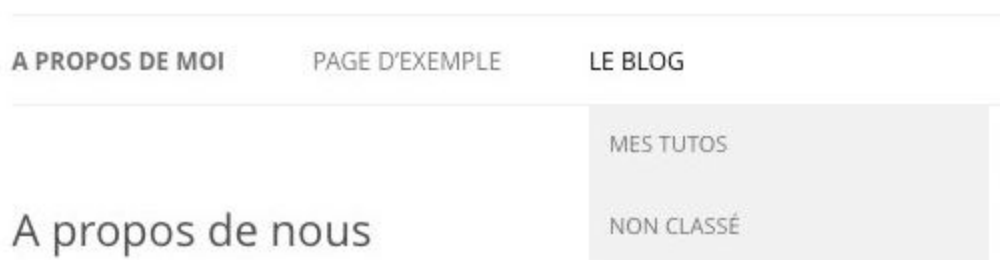 A PROPOS DE MOI PAGE D'EXEMPLE LE BLOG
MES TUTOS
NON CLASSÉ
A propos de nous